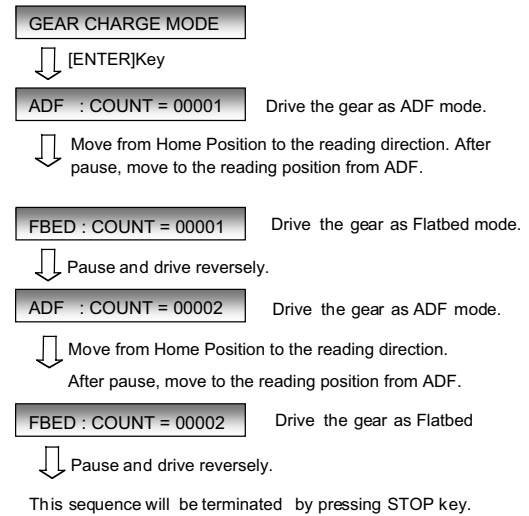 GEAR CHARGE MODE
[ENTER]Key
ADF : COUNT = 00001 Drive the gear as ADF mode.
Move from Home Position to the reading direction. After
pause, move to the reading position from ADF.
FBED : COUNT = 00001 Drive the gear as Flatbed mode.
Pause and drive reversely.
ADF : COUNT = 00002 Drive the gear as ADF mode.
Move from Home Position to the reading direction.
After pause, move to the reading position from ADF.
FBED : COUNT = 00002 Drive the gear as Flatbed
Pause and drive reversely.
This sequence will be terminated by pressing STOP key.